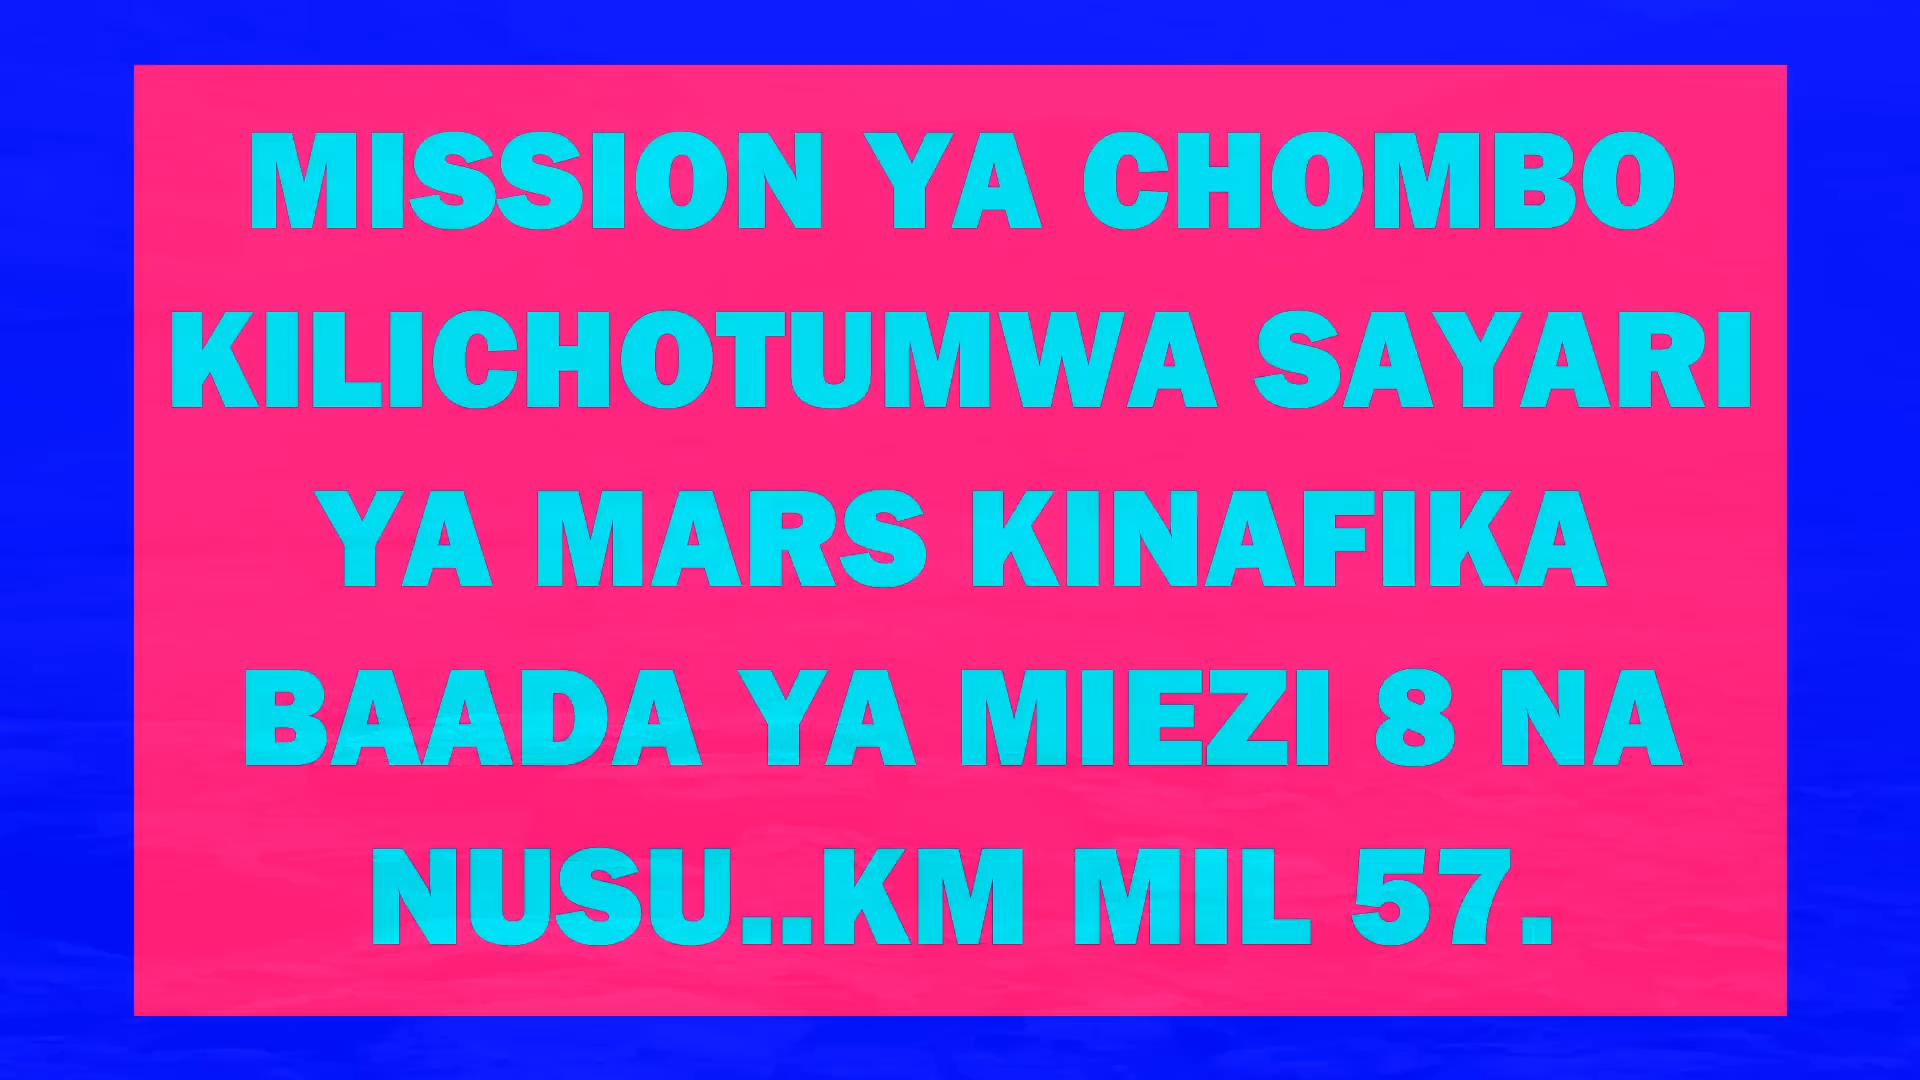 MISSION YA CHOMBO
KILICHOTUMWA SAYARI
YA MARS KINAFIKA
BAADA YA MIEZI 8 NA
NUSU..KM MIL 57.